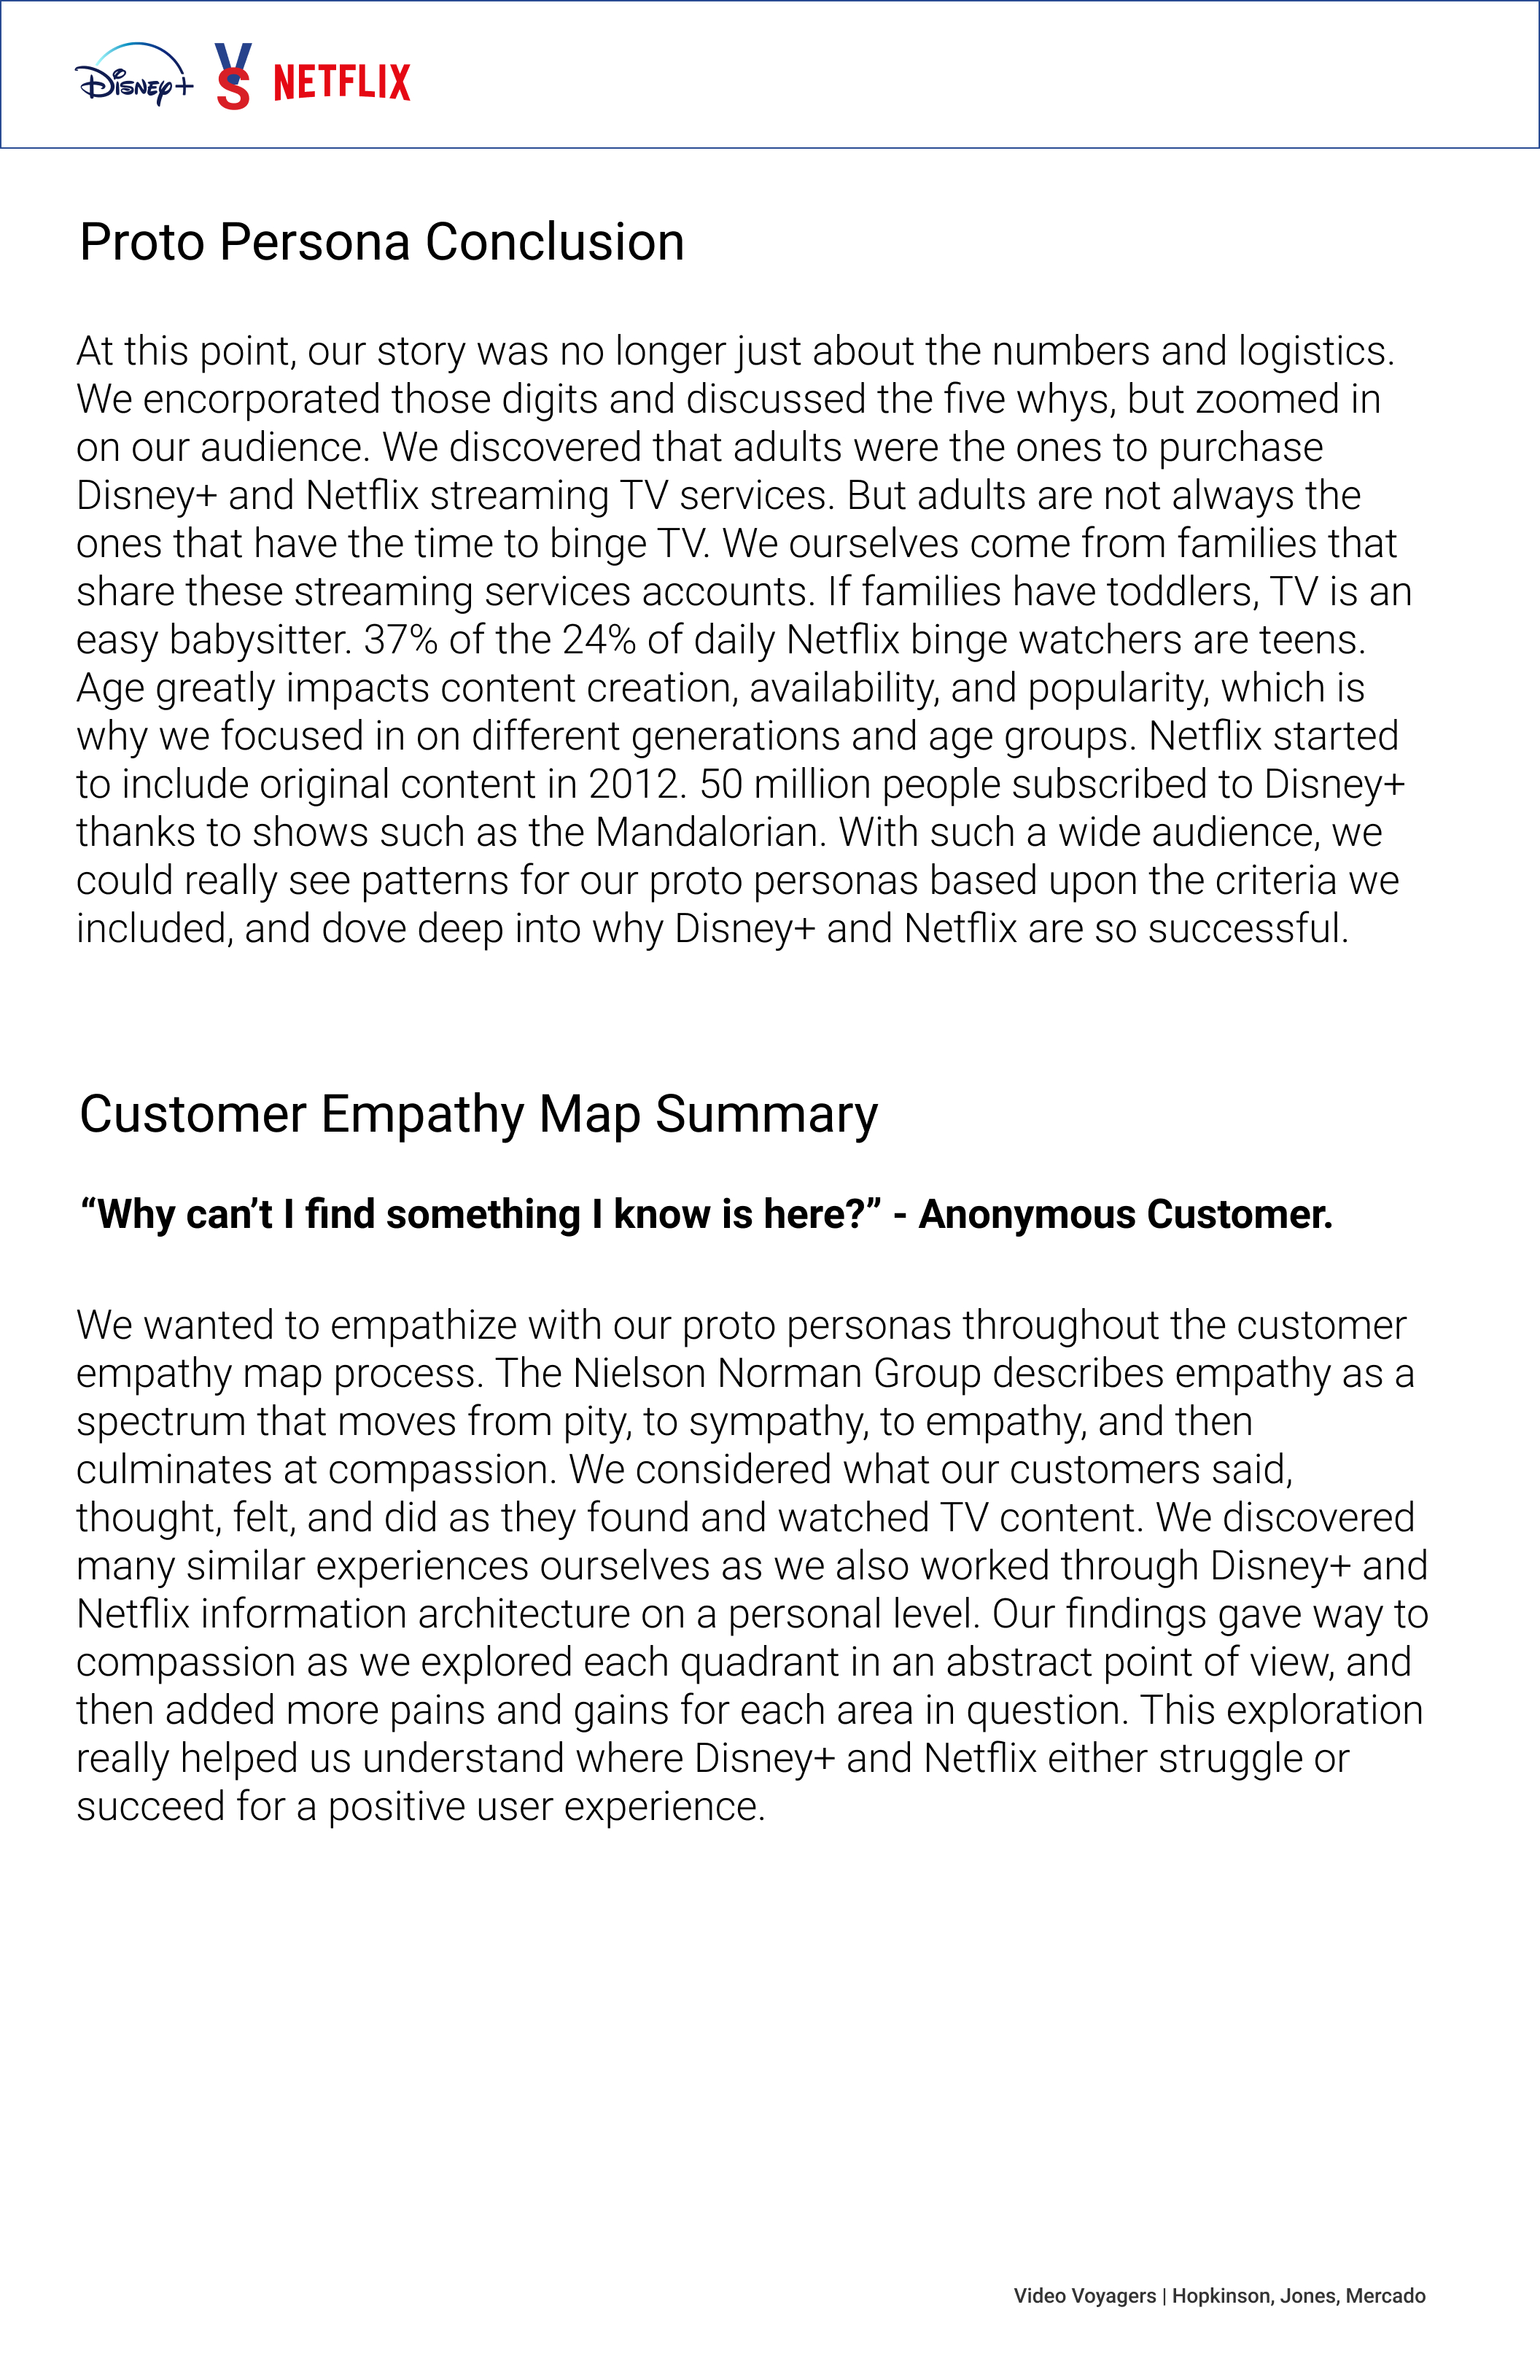 Disney+ VS NETFLIX
Proto Persona Conclusion
At this point, our story was no longer just about the numbers and logistics.
We encorporated those digits and discussed the five whys, but zoomed in
on our audience. We discovered that adults were the ones to purchase
Disney+ and Netflix streaming TV services. But adults are not always the
ones that have the time to binge TV. We ourselves come from families that
share these streaming services accounts. If families have toddlers, TV is an
easy babysitter. 37% of the 24% of daily Netflix binge watchers are teens.
Age greatly impacts content creation, availability, and popularity, which is
why we focused in on different generations and age groups. Netflix started
to include original content in 2012. 50 million people subscribed to Disney+
thanks to shows such as the Mandalorian. With such a wide audience, we
could really see patterns for our proto personas based upon the criteria we
included, and dove deep into why Disney+ and Netflix are so successful.
Customer Empathy Map Summary
“Why can’t I find something I know is here?” - Anonymous Customer.
We wanted to empathize with our proto personas throughout the customer
empathy map process. The Nielson Norman Group describes empathy as a
spectrum that moves from pity, to sympathy, to empathy, and then
culminates at compassion. We considered what our customers said,
thought, felt, and did as they found and watched TV content. We discovered
many similar experiences ourselves as we also worked through Disney+ and
Netflix information architecture on a personal level. Our findings gave way to
compassion as we explored each quadrant in an abstract point of view, and
then added more pains and gains for each area in question. This exploration
really helped us understand where Disney+ and Netflix either struggle or
succeed for a positive user experience.
Video Voyagers | Hopkinson, Jones, Mercado